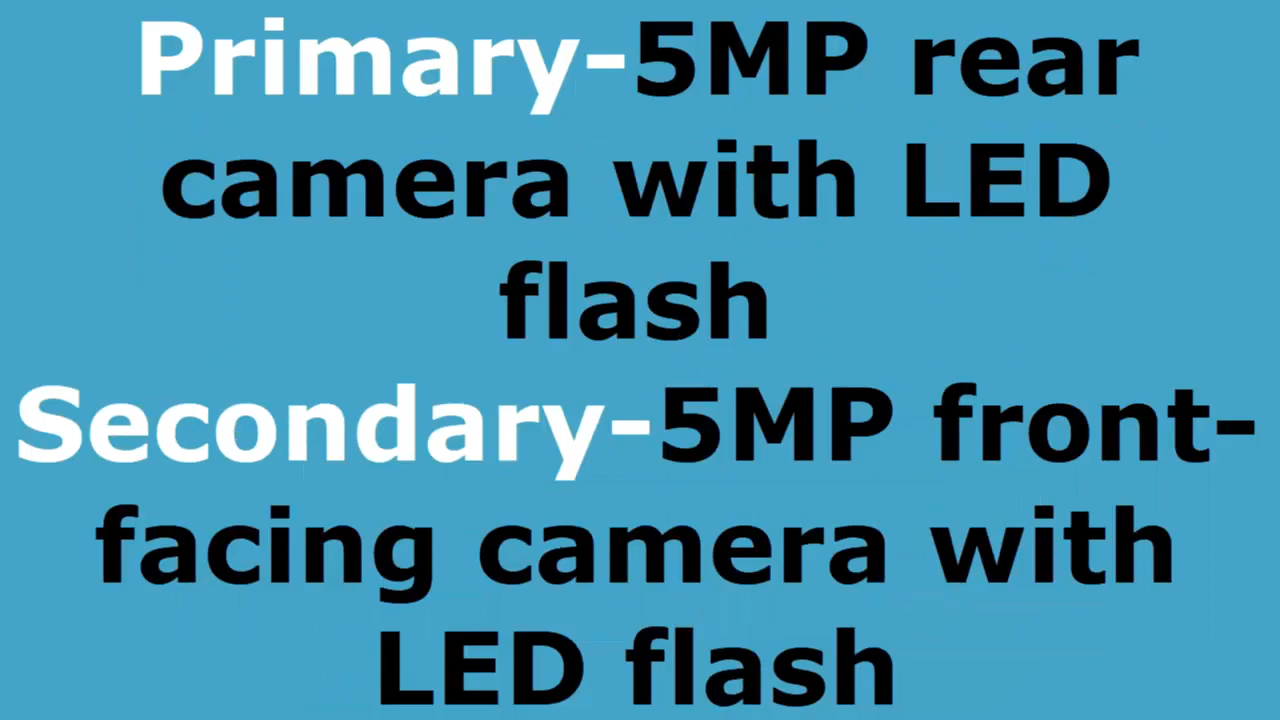 Primary-5MP rear
camera with LED
flash
Secondary-5MP front-
facing camera with
LED flash